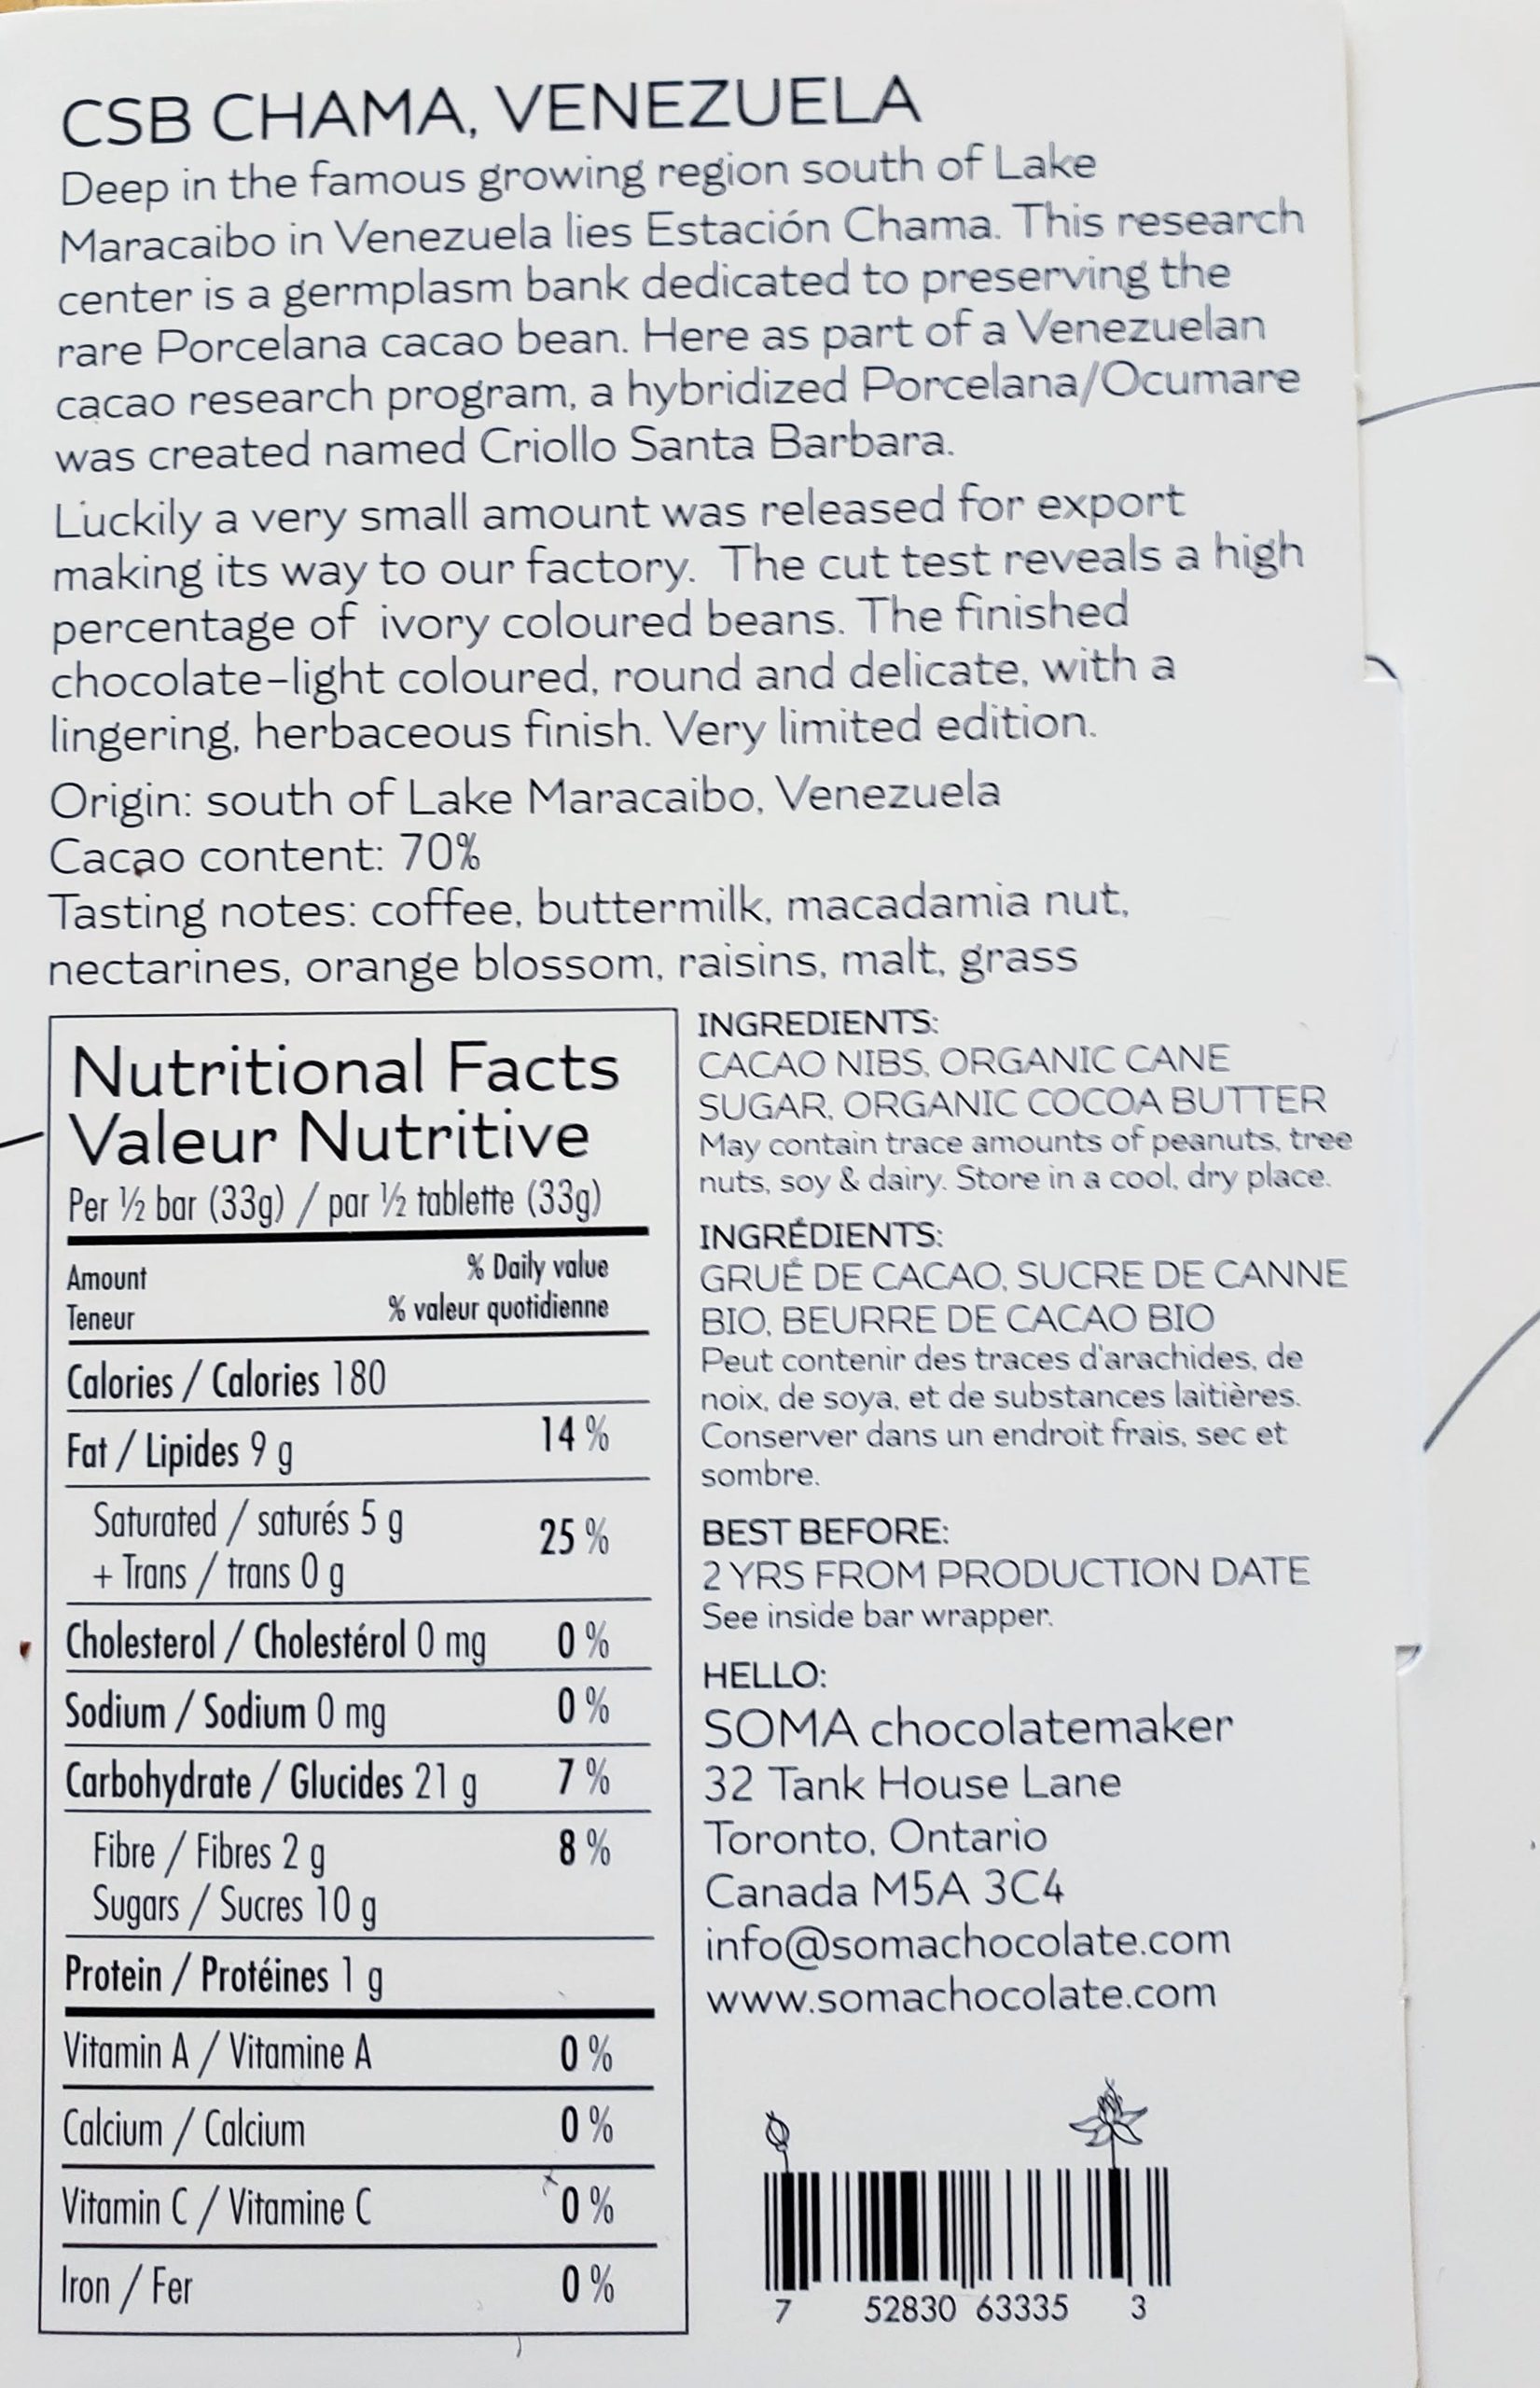 CSB CHAMA, VENEZUELA
Deep in the famous growing region south of Lake
Maracaibo in Venezuela lies Estación Chama. This research
center is a germplasm bank dedicated to preserving the
rare Porcelana cacao bean. Here as part of a Venezuelan
cacao research program, a hybridized Porcelana/Ocumare
was created named Criollo Santa Barbara.
Luckily a very small amount was released for export
making its way to our factory. The cut test reveals a high
percentage of ivory coloured beans. The finished
chocolate-light coloured, round and delicate, with a
lingering, herbaceous finish. Very limited edition.
Origin: south of Lake Maracaibo, Venezuela
Cacao content: 70%
Tasting notes: coffee, buttermilk, macadamia nut,
nectarines, orange blossom, raisins, malt, grass
Nutritional Facts
Valeur Nutritive
Per ½ bar (33g) / par ½ tablette (33g)
Amount % Daily value
Teneur % valeur quotidienne
Calories / Calories 180
Fat / Lipides 9 g 14 %
Saturated / saturés 5 g 25 %
+ Trans / trans 0 g
Cholesterol / Cholestérol 0 mg 0 %
Sodium / Sodium 0 mg 0 %
Carbohydrate / Glucides 21 g 7 %
Fibre / Fibres 2 g 8 %
Sugars / Sucres 10 g
Protein / Protéines 1 g
Vitamin A / Vitamine A 0 %
Calcium / Calcium 0 %
Vitamin C / Vitamine C 0 %
Iron / Fer 0 %
INGREDIENTS:
CACAO NIBS, ORGANIC CANE
SUGAR, ORGANIC COCOA BUTTER
May contain trace amounts of peanuts, tree
nuts, soy & dairy. Store in a cool, dry place.
INGRÉDIENTS:
GRUÉ DE CACAO, SUCRE DE CANNE
BIO, BEURRE DE CACAO BIO
Peut contenir des traces d'arachides, de
noix, de soya, et de substances laitières.
Conserver dans un endroit frais, sec et
sombre.
BEST BEFORE:
2 YRS FROM PRODUCTION DATE
See inside bar wrapper.
HELLO:
SOMA chocolatemaker
32 Tank House Lane
Toronto, Ontario
Canada M5A 3C4
info@somachocolate.com
www.somachocolate.com
7 52830 63335 3